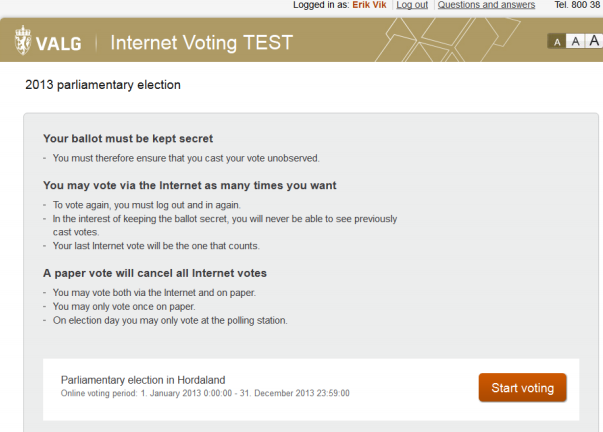 Logged in as: Erik Vik Log out Questions and answers Tel. 800 38
VALG Internet Voting TEST A A A
2013 parliamentary election
Your ballot must be kept secret
- You must therefore ensure that you cast your vote unobserved.
You may vote via the Internet as many times you want
- To vote again, you must log out and in again.
- In the interest of keeping the ballot secret, you will never be able to see previously
cast votes.
- Your last Internet vote will be the one that counts.
A paper vote will cancel all Internet votes
- You may vote both via the Internet and on paper.
- You may only vote once on paper.
- On election day you may only vote at the polling station.
Parliamentary election in Hordaland
Online voting period: 1. January 2013 0:00:00 - 31. December 2013 23:59:00
Start voting